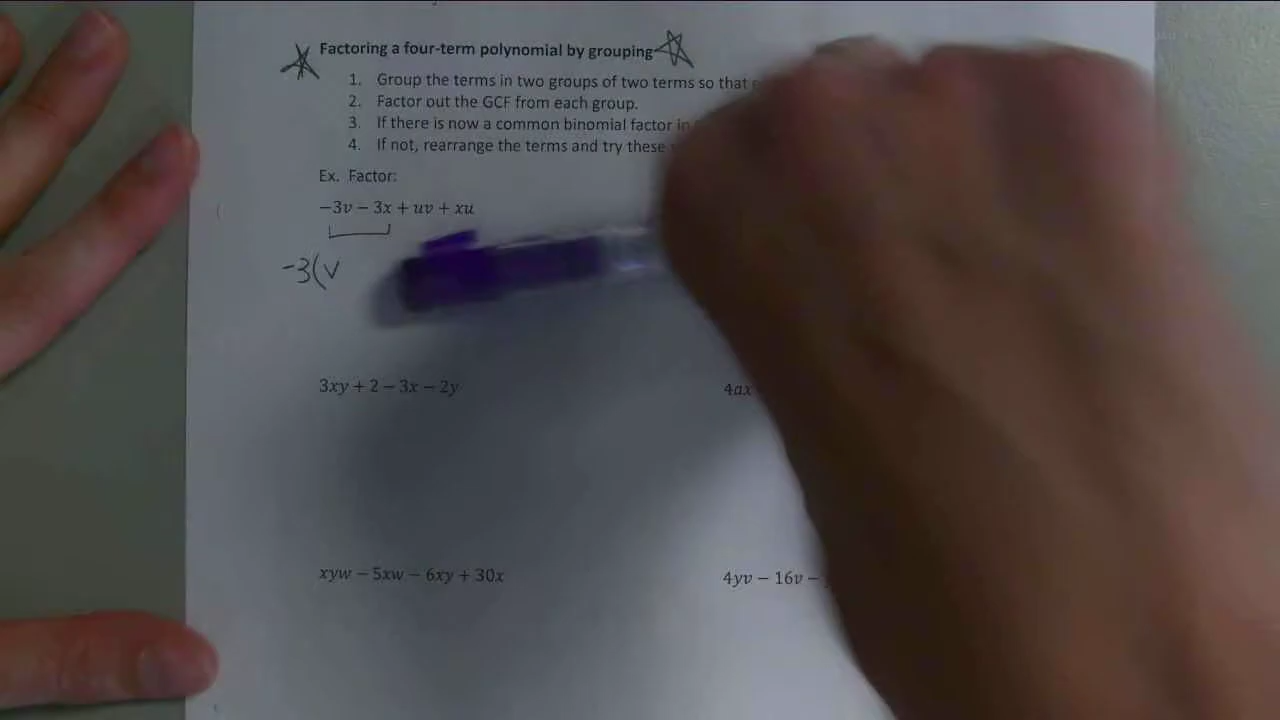 Factoring a four-term polynomial by grouping
1. Group the terms in two groups of two terms so that
2. Factor out the GCF from each group.
3. If there is now a common binomial factor in
4. If not, rearrange the terms and try these
Ex. Factor:
−3v − 3x + uv + xu
-3(v
3xy + 2 − 3x − 2y
4ax
xyw − 5xw − 6xy + 30x
4yv − 16v −